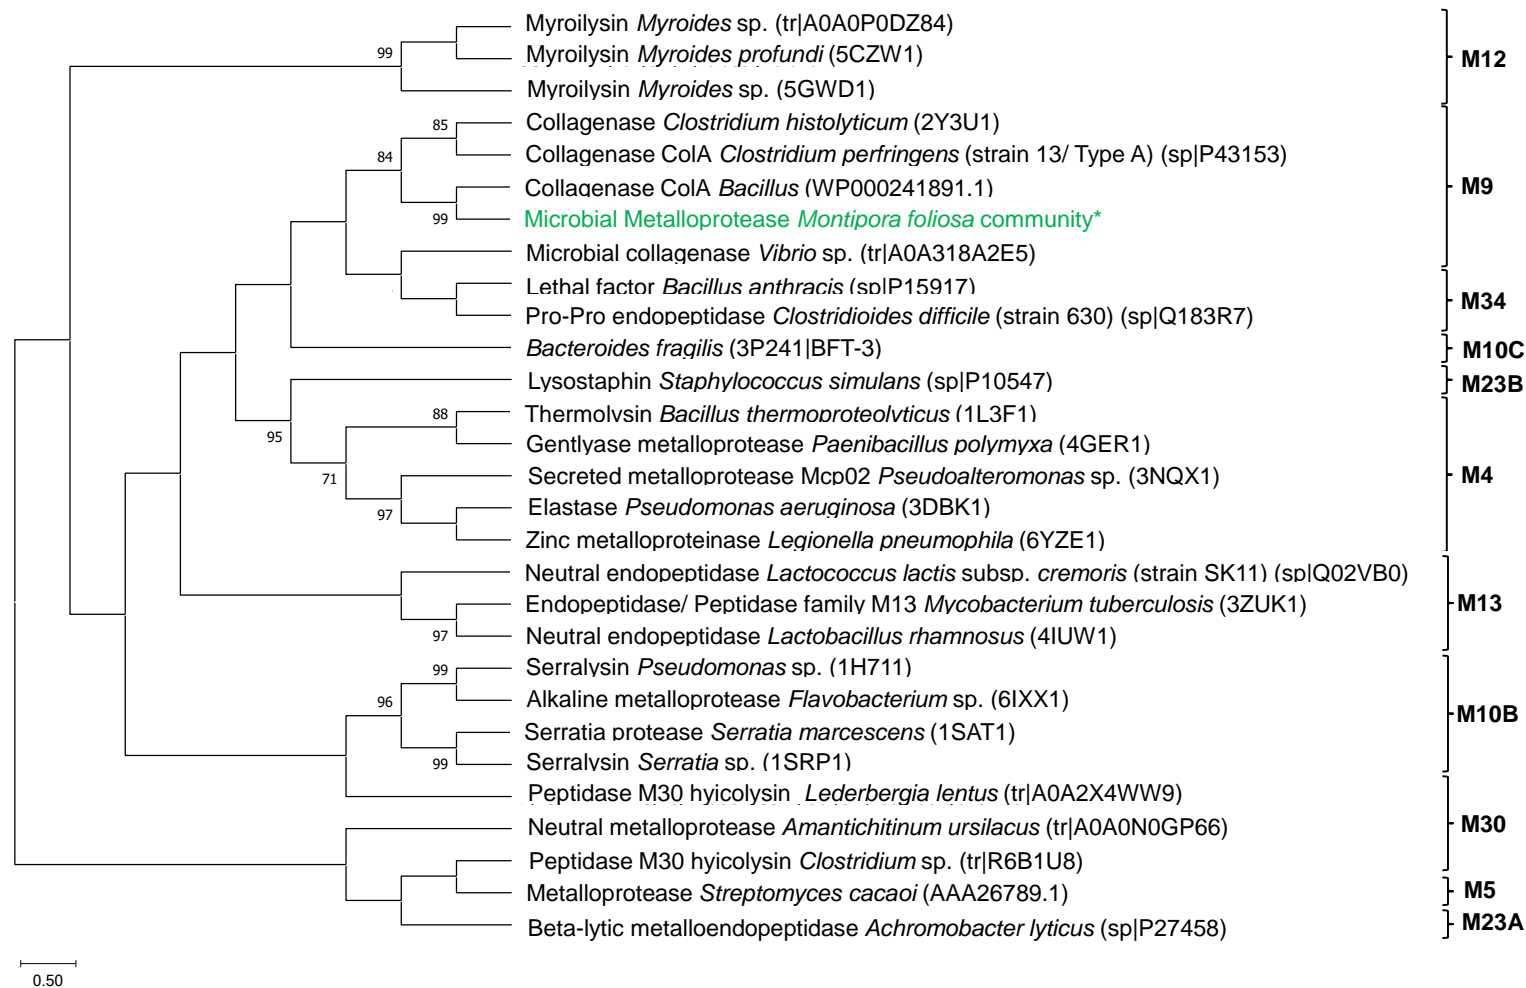 Myroilysin Myroides sp. (tr|A0A0P0DZ84)
99
Myroilysin Myroides profundi (5CZW1)
M12
Myroilysin Myroides sp. (5GWD1)
85
Collagenase Clostridium histolyticum (2Y3U1)
84
Collagenase ColA Clostridium perfringens (strain 13/ Type A) (sp|P43153)
Collagenase ColA Bacillus (WP000241891.1)
M9
99
Microbial Metalloprotease Montipora foliosa community*
Microbial collagenase Vibrio sp. (tr|A0A318A2E5)
Lethal factor Bacillus anthracis (sp|P15917)
M34
Pro-Pro endopeptidase Clostridioides difficile (strain 630) (sp|Q183R7)
Bacteroides fragilis (3P241|BFT-3)
M10C
Lysostaphin Staphylococcus simulans (sp|P10547)
M23B
88
Thermolysin Bacillus thermoproteolyticus (1L3F1)
95
Gentlyase metalloprotease Paenibacillus polymyxa (4GER1)
71
Secreted metalloprotease Mcp02 Pseudoalteromonas sp. (3NQX1)
M4
97
Elastase Pseudomonas aeruginosa (3DBK1)
Zinc metalloproteinase Legionella pneumophila (6YZE1)
Neutral endopeptidase Lactococcus lactis subsp. cremoris (strain SK11) (sp|Q02VB0)
Endopeptidase/ Peptidase family M13 Mycobacterium tuberculosis (3ZUK1)
M13
97
Neutral endopeptidase Lactobacillus rhamnosus (4IUW1)
99
Serralysin Pseudomonas sp. (1H711)
96
Alkaline metalloprotease Flavobacterium sp. (6IXX1)
M10B
Serratia protease Serratia marcescens (1SAT1)
99
Serralysin Serratia sp. (1SRP1)
Peptidase M30 hyicolysin Lederbergia lentus (tr|A0A2X4WW9)
Neutral metalloprotease Amantichitinum ursilacus (tr|A0A0N0GP66)
M30
Peptidase M30 hyicolysin Clostridium sp. (tr|R6B1U8)
Metalloprotease Streptomyces cacaoi (AAA26789.1)
M5
Beta-lytic metalloendopeptidase Achromobacter lyticus (sp|P27458)
M23A
0.50